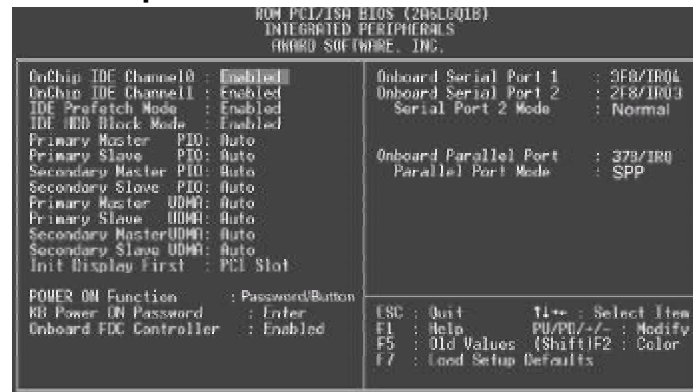 ROM PCI/ISA BIOS (2A6LGQ1B)
INTEGRATED PERIPHERALS
AWARD SOFTWARE, INC.
OnChip IDE Channel0 : Enabled
OnChip IDE Channel1 : Enabled
IDE Prefetch Mode : Enabled
IDE HDD Block Mode : Enabled
Primary Master PIO: Auto
Primary Slave PIO: Auto
Secondary Master PIO: Auto
Secondary Slave PIO: Auto
Primary Master UDMA: Auto
Primary Slave UDMA: Auto
Secondary MasterUDMA: Auto
Secondary Slave UDMA: Auto
Init Display First : PCI Slot
POWER ON Function : Password/Button
KB Power ON Password : Enter
Onboard FDC Controller : Enabled
Onboard Serial Port 1 : 3F8/IRQ4
Onboard Serial Port 2 : 2F8/IRQ3
Serial Port 2 Mode : Normal
Onboard Parallel Port : 378/IRQ
Parallel Port Mode : SPP
ESC : Quit ↑↓→← : Select Item
F1 : Help PU/PD/+/- : Modify
F5 : Old Values (Shift)F2 : Color
F7 : Load Setup Defaults